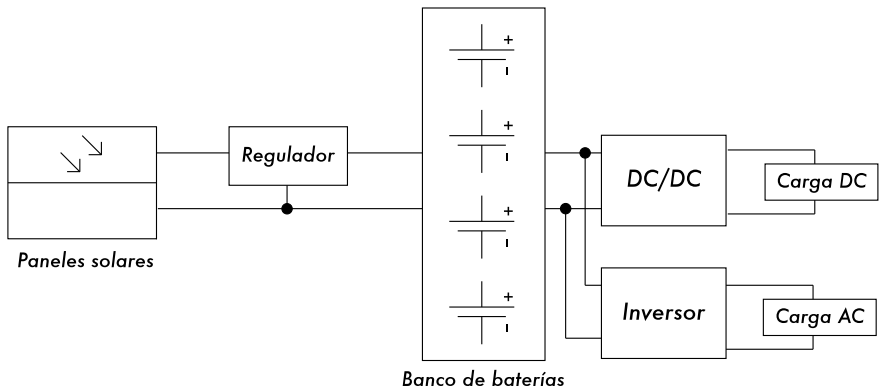 Regulador
DC/DC
Carga DC
Paneles solares
Inversor
Carga AC
Banco de baterías
+
-
+
-
+
-
+
-